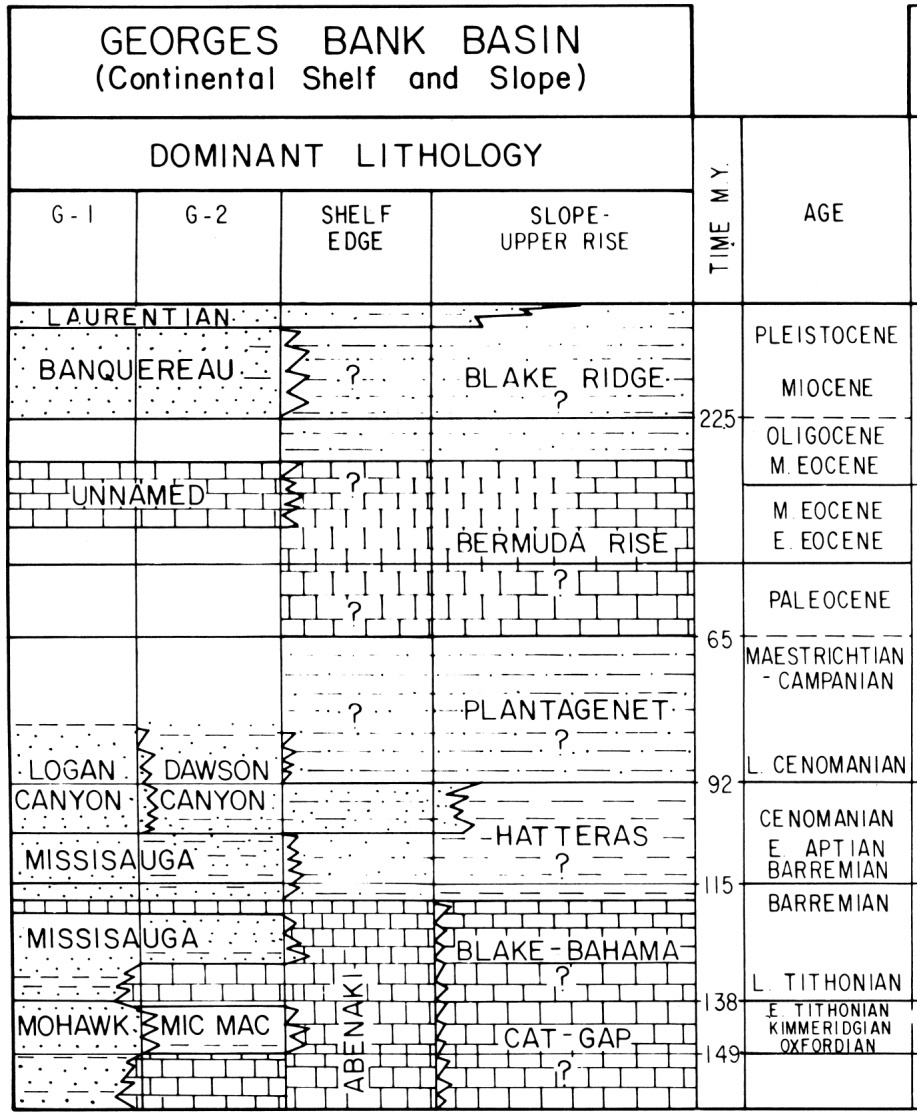 GEORGES BANK BASIN
(Continental Shelf and Slope)
DOMINANT LITHOLOGY
G-1
G-2
SHELF
EDGE
SLOPE-
UPPER RISE
TIME M.Y.
AGE
LAURENTIAN
BANQUEREAU
?
BLAKE RIDGE
?
PLEISTOCENE
MIOCENE
22.5
OLIGOCENE
M. EOCENE
UNNAMED
?
BERMUDA RISE
?
?
M. EOCENE
E. EOCENE
PALEOCENE
65
MAESTRICHTIAN
- CAMPANIAN
?
PLANTAGENET
?
L. CENOMANIAN
LOGAN
CANYON
DAWSON
CANYON
92
HATTERAS
?
CENOMANIAN
E. APTIAN
BARREMIAN
MISSISAUGA
115
BARREMIAN
MISSISAUGA
ABENAKI
BLAKE-BAHAMA
?
L. TITHONIAN
138
MOHAWK
MIC MAC
CAT-GAP
?
E. TITHONIAN
KIMMERIDGIAN
OXFORDIAN
149